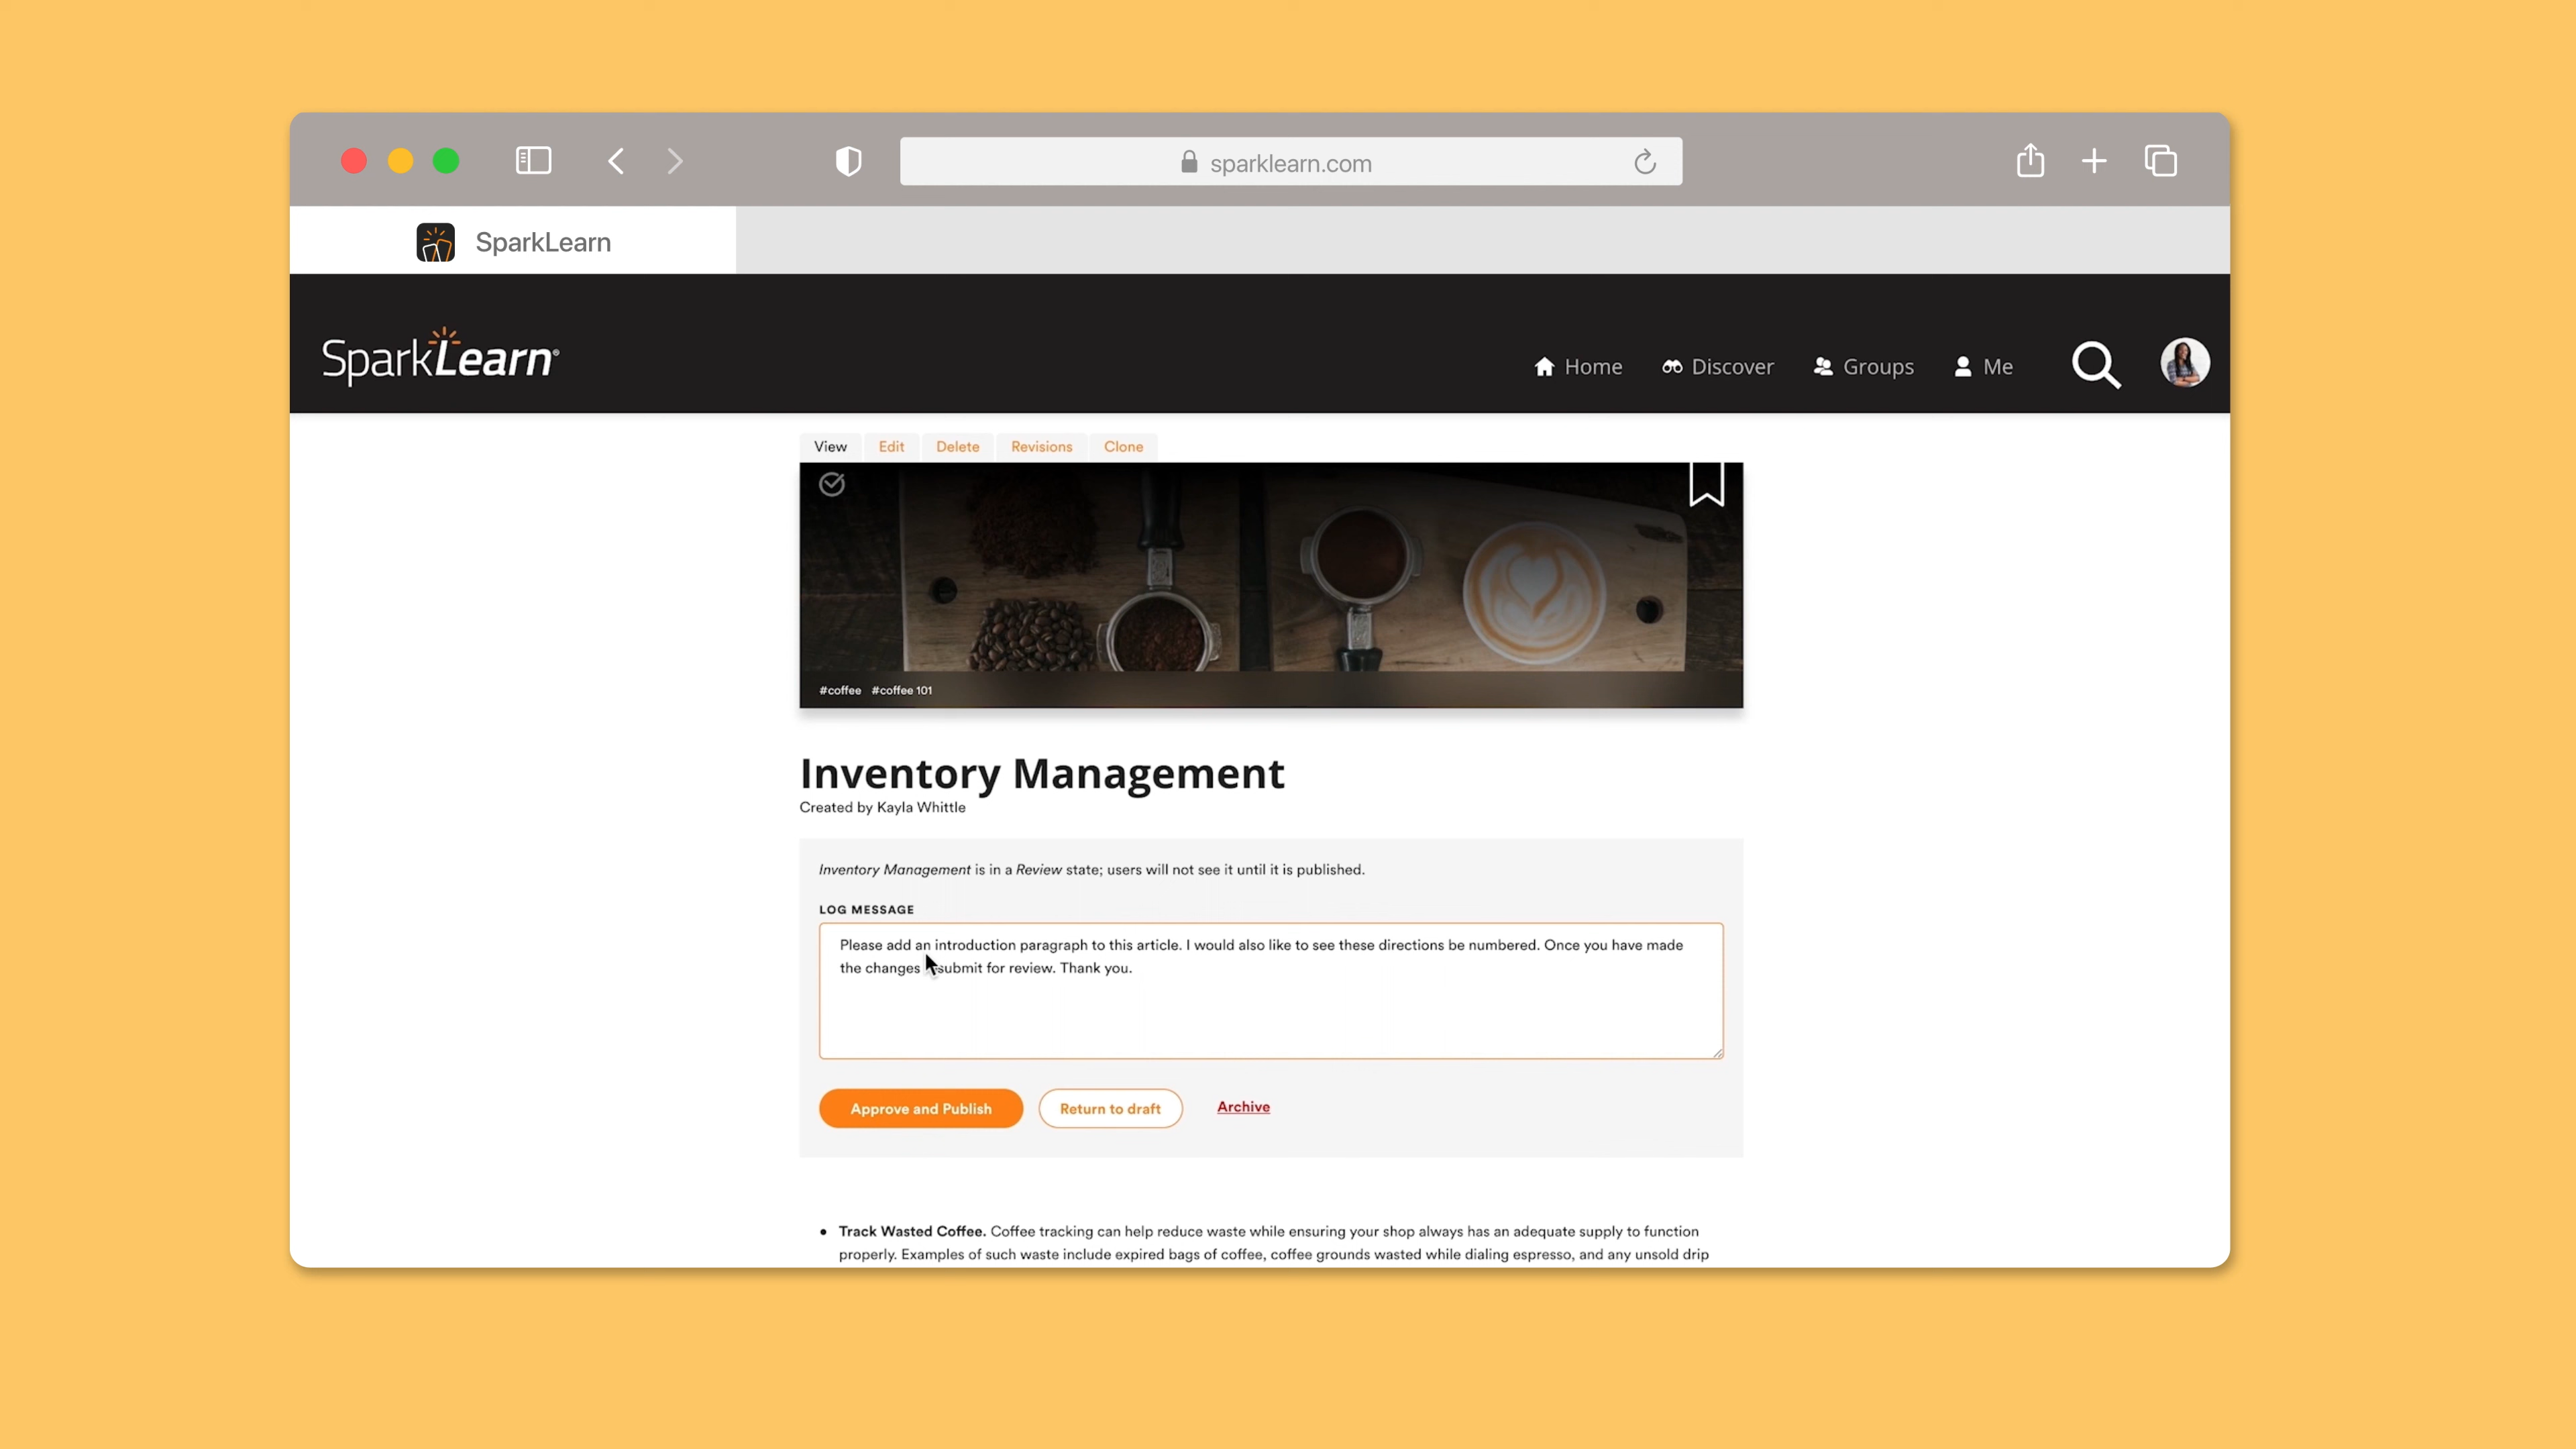 sparklearn.com
SparkLearn
SparkLearn®
Home
Discover
Groups
Me
View
Edit
Delete
Revisions
Clone
#coffee #coffee 101
Inventory Management
Created by Kayla Whittle
Inventory Management is in a Review state; users will not see it until it is published.
LOG MESSAGE
Please add an introduction paragraph to this article. I would also like to see these directions be numbered. Once you have made
the changes submit for review. Thank you.
Approve and Publish
Return to draft
Archive
• Track Wasted Coffee. Coffee tracking can help reduce waste while ensuring your shop always has an adequate supply to function
properly. Examples of such waste include expired bags of coffee, coffee grounds wasted while dialing espresso, and any unsold drip